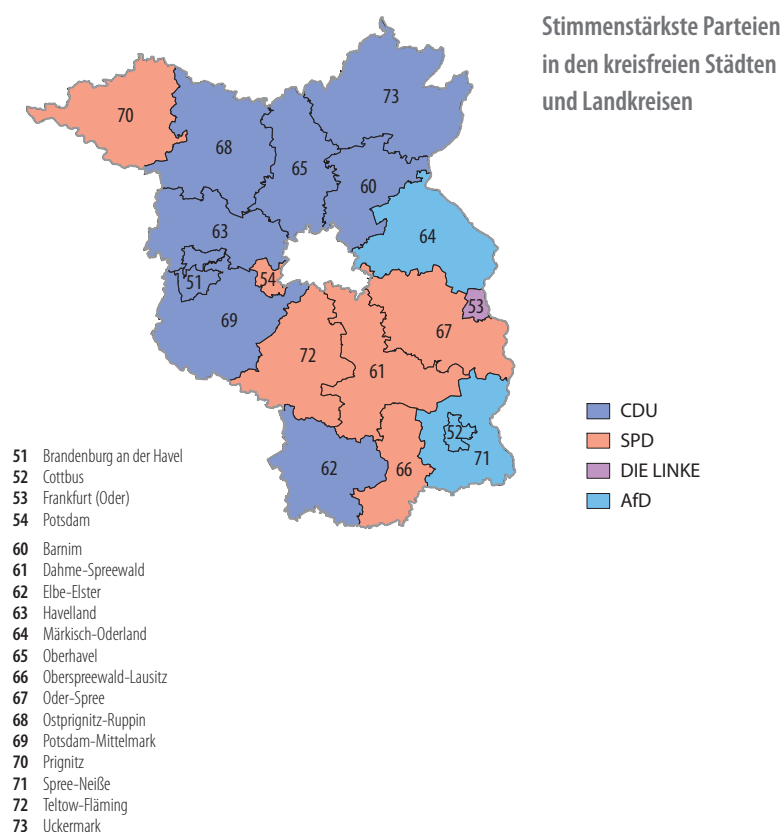 Stimmenstärkste Parteien
in den kreisfreien Städten
und Landkreisen
73
70
68
65
60
63
64
51
54
53
69
67
72
61
52
62
66
71
CDU
SPD
DIE LINKE
AfD
51 Brandenburg an der Havel
52 Cottbus
53 Frankfurt (Oder)
54 Potsdam
60 Barnim
61 Dahme-Spreewald
62 Elbe-Elster
63 Havelland
64 Märkisch-Oderland
65 Oberhavel
66 Oberspreewald-Lausitz
67 Oder-Spree
68 Ostprignitz-Ruppin
69 Potsdam-Mittelmark
70 Prignitz
71 Spree-Neiße
72 Teltow-Fläming
73 Uckermark